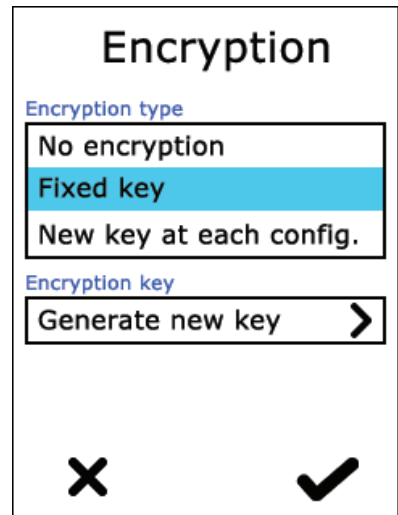 Encryption
Encryption type
No encryption
Fixed key
New key at each config.
Encryption key
Generate new key